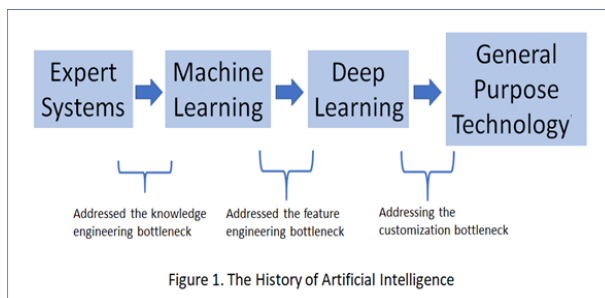 Expert
Systems
Machine
Learning
Deep
Learning
General
Purpose
Technology
Addressed the knowledge
engineering bottleneck
Addressed the feature
engineering bottleneck
Addressing the
customization bottleneck
Figure 1. The History of Artificial Intelligence